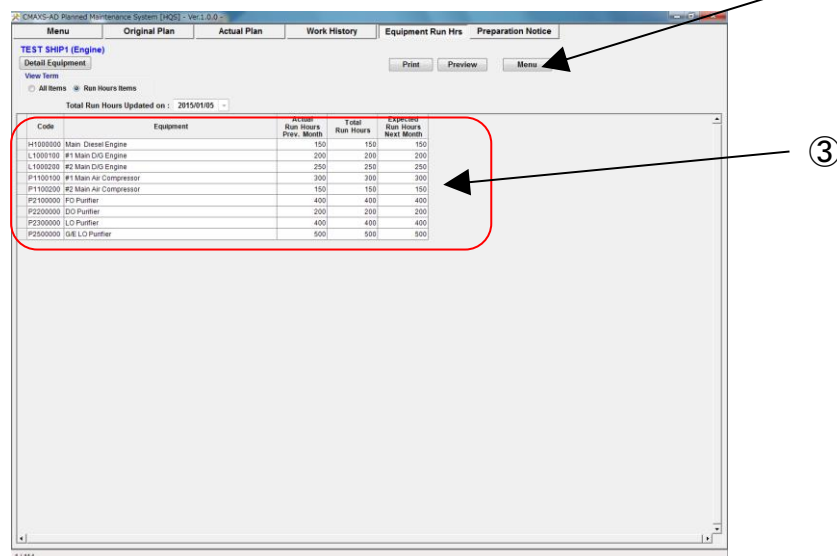 CMAXS-AD Planned Maintenance System [HQS] - Ver.1.0.0 -
Menu Original Plan Actual Plan Work History Equipment Run Hrs Preparation Notice
TEST SHIP1 (Engine)
Detail Equipment Print Preview Menu
View Term
All Items Run Hours Items
Total Run Hours Updated on : 2015/01/05
Code Equipment Actual Run Hours Prev. Month Total Run Hours Expected Run Hours Next Month
H1000000 Main Diesel Engine 150 150 150
L1000100 #1 Main D/G Engine 200 200 200
L1000200 #2 Main D/G Engine 250 250 250
P1100100 #1 Main Air Compressor 300 300 300
P1100200 #2 Main Air Compressor 150 150 150
P2100000 FO Purifier 400 400 400
P2200000 DO Purifier 200 200 200
P2300000 LO Purifier 400 400 400
P2500000 G/E LO Purifier 500 500 500
③